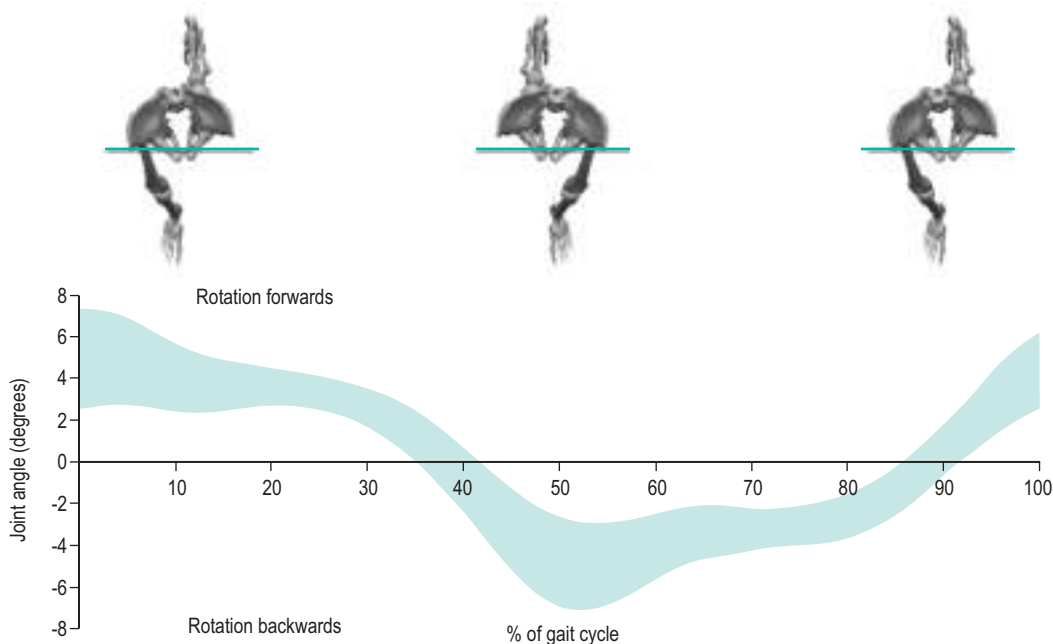 8
Rotation forwards
6
4
2
0
10 20 30 40 50 60 70 80 90 100
-2
-4
-6
-8
Joint angle (degrees)
Rotation backwards
% of gait cycle